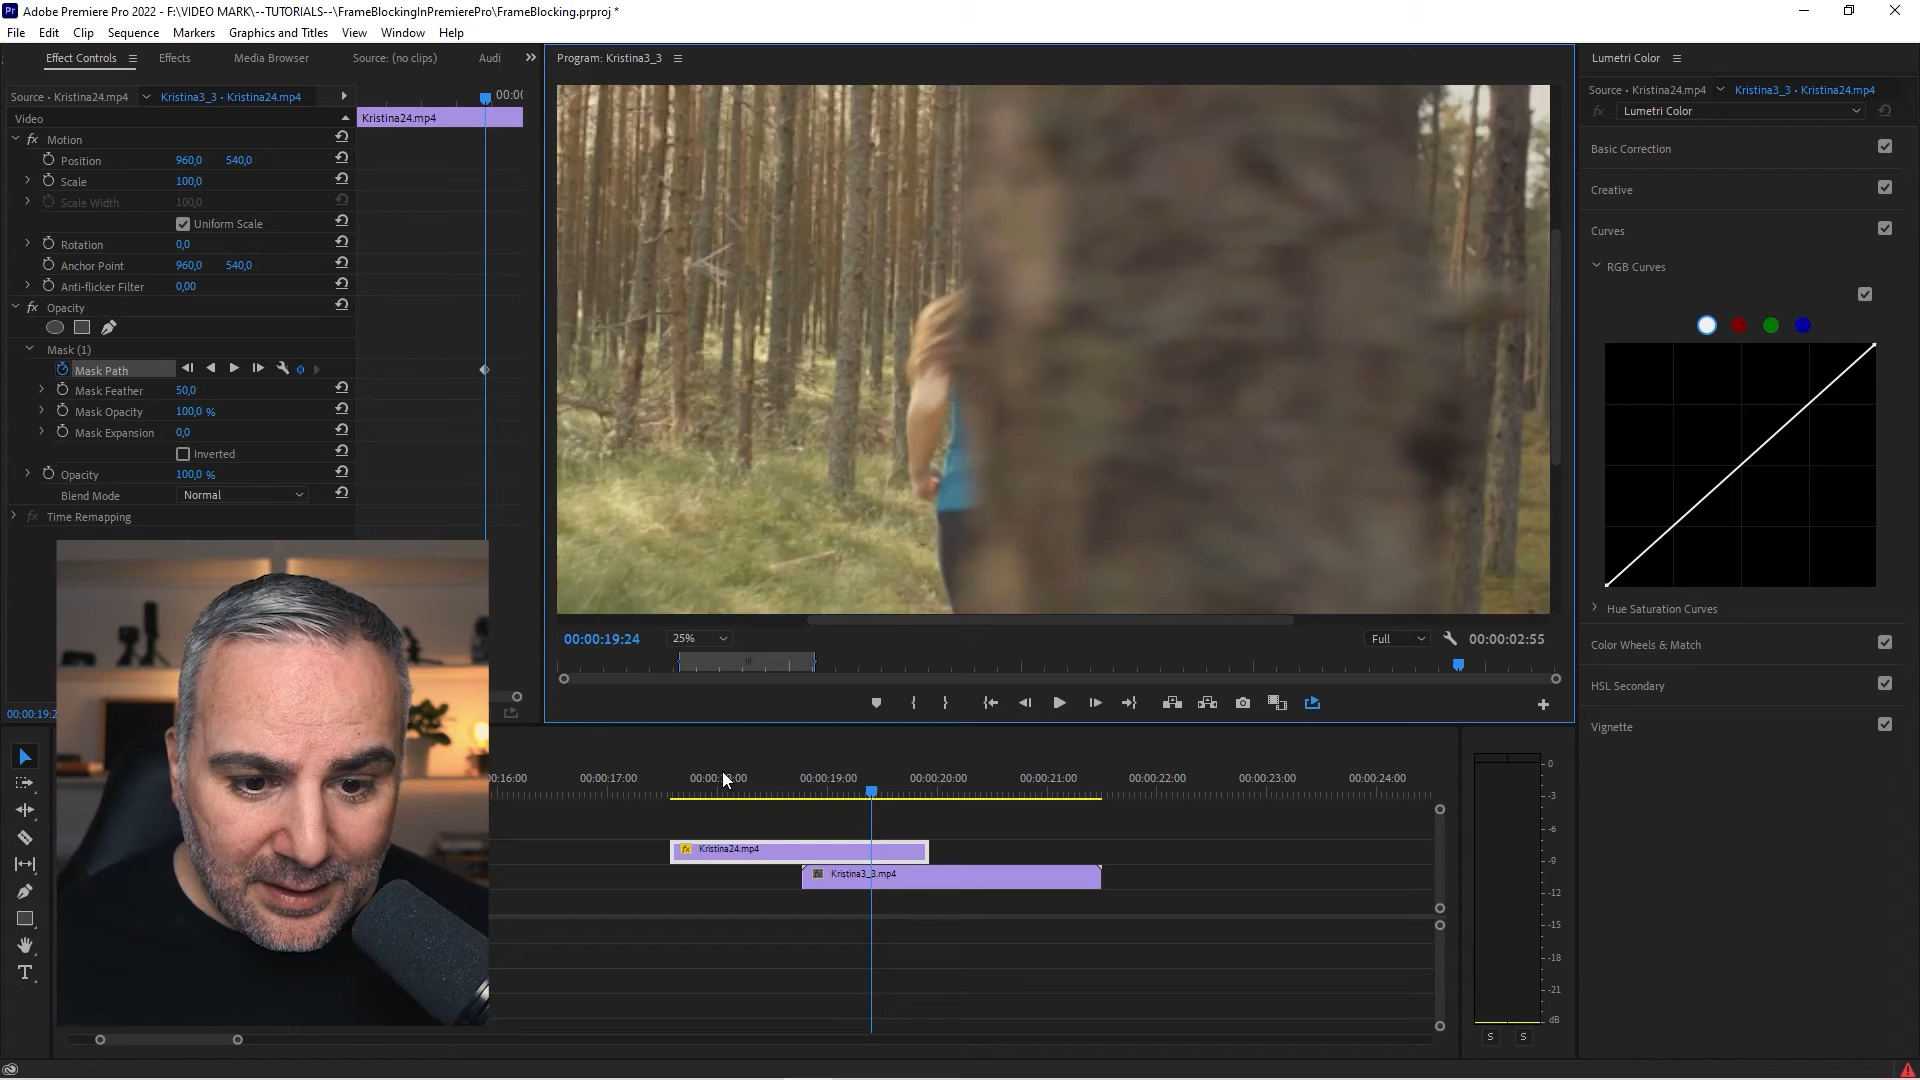 Adobe Premiere Pro 2022 - F:\VIDEO MARK\--TUTORIALS--\FrameBlockingInPremierePro\FrameBlocking.prproj *
File Edit Clip Sequence Markers Graphics and Titles View Window Help
Effect Controls Effects Media Browser Source: (no clips) Audi
Source • Kristina24.mp4 Kristina3_3 • Kristina24.mp4
Video
Kristina24.mp4
fx Motion
Position 960,0 540,0
Scale 100,0
Scale Width 100,0
Uniform Scale
Rotation 0,0
Anchor Point 960,0 540,0
Anti-flicker Filter 0,00
fx Opacity
Mask (1)
Mask Path
Mask Feather 50,0
Mask Opacity 100,0 %
Mask Expansion 0,0
Inverted
Opacity 100,0 %
Blend Mode Normal
fx Time Remapping
Program: Kristina3_3
00:00:19:24 25% Full 00:00:02:55
Lumetri Color
Source • Kristina24.mp4 Kristina3_3 • Kristina24.mp4
fx Lumetri Color
Basic Correction
Creative
Curves
RGB Curves
Hue Saturation Curves
Color Wheels & Match
HSL Secondary
Vignette
00:00:17:00 00:00:19:00 00:00:20:00 00:00:21:00 00:00:22:00 00:00:23:00 00:00:24:00
fx Kristina24.mp4
fx Kristina3_3.mp4
0
-3
-6
-9
-12
-15
-18
-21
dB
S S